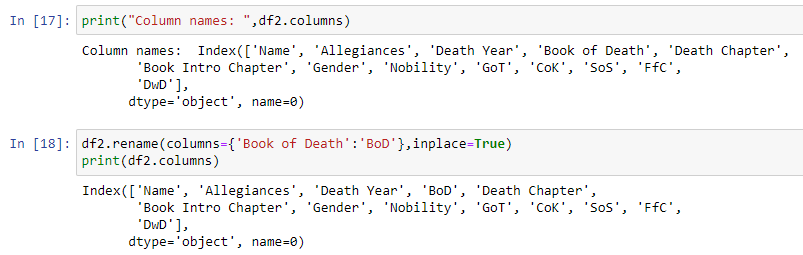 In [17]: print("Column names: ",df2.columns)
Column names:  Index(['Name', 'Allegiances', 'Death Year', 'Book of Death', 'Death Chapter',
       'Book Intro Chapter', 'Gender', 'Nobility', 'GoT', 'CoK', 'SoS', 'FfC',
       'DwD'],
      dtype='object', name=0)
In [18]: df2.rename(columns={'Book of Death':'BoD'},inplace=True)
print(df2.columns)
Index(['Name', 'Allegiances', 'Death Year', 'BoD', 'Death Chapter',
       'Book Intro Chapter', 'Gender', 'Nobility', 'GoT', 'CoK', 'SoS', 'FfC',
       'DwD'],
      dtype='object', name=0)